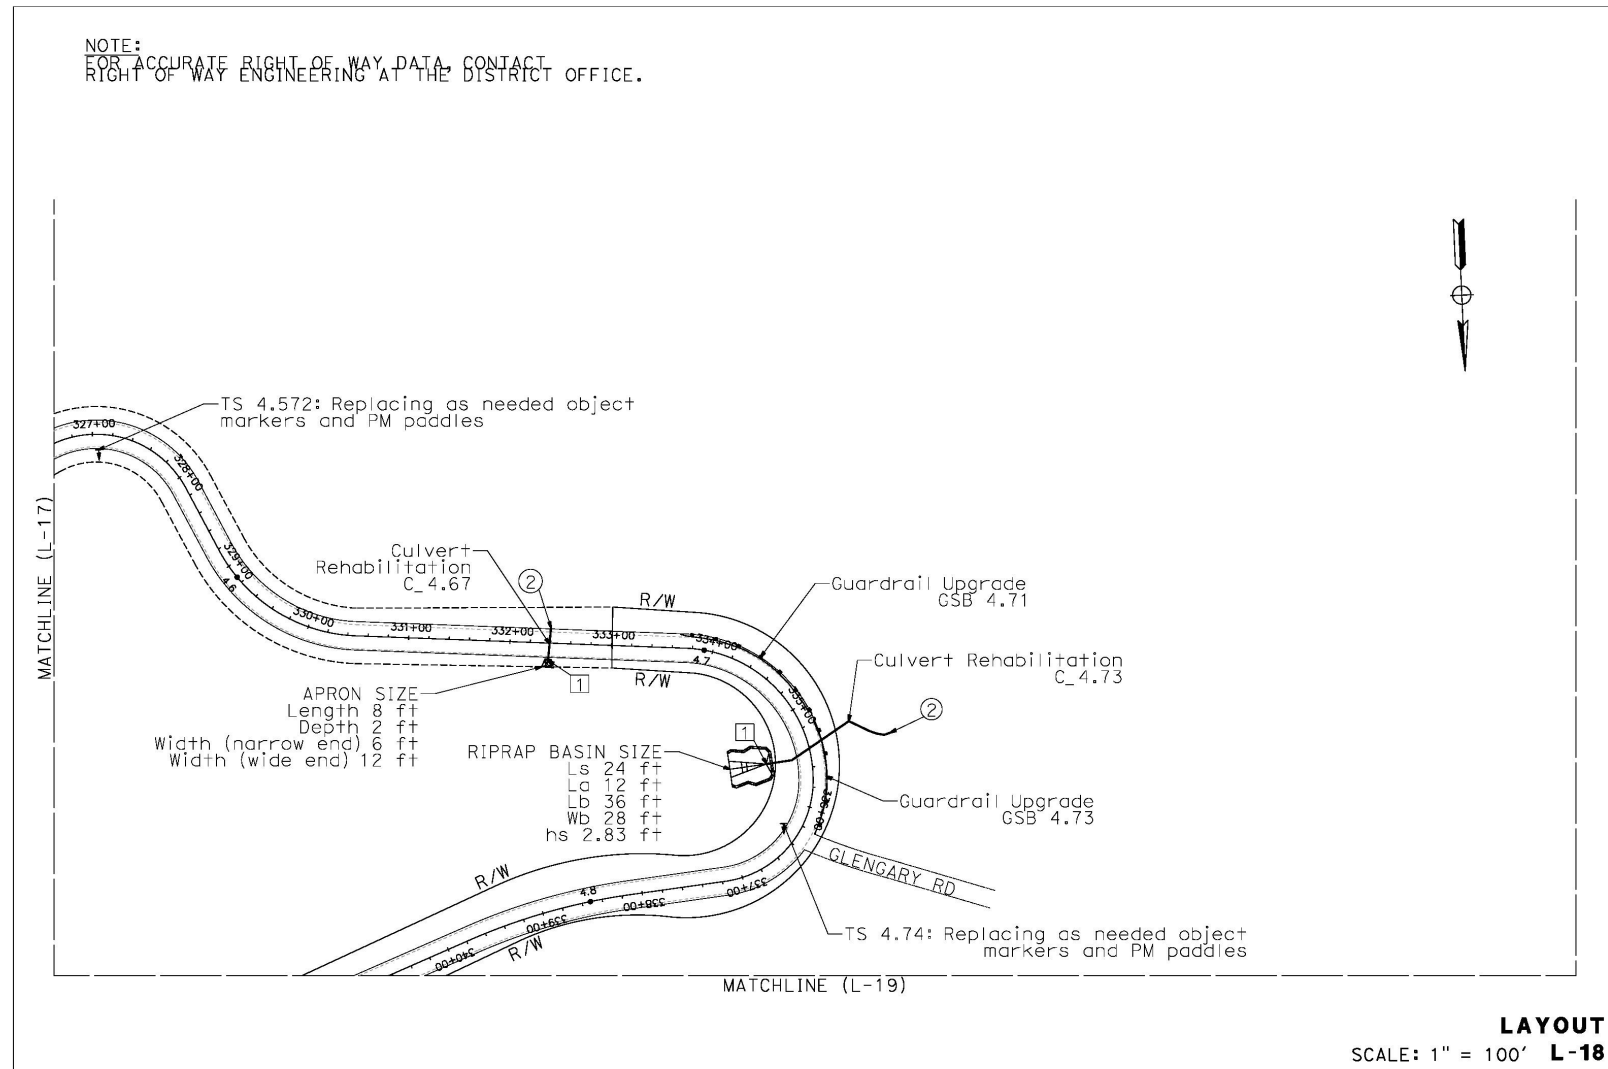 NOTE:
FOR ACCURATE RIGHT OF WAY DATA, CONTACT
RIGHT OF WAY ENGINEERING AT THE DISTRICT OFFICE.
TS 4.572: Replacing as needed object
markers and PM paddles
327+00
328+00
329+00
4.6
330+00
331+00
332+00
333+00
334+00
4.7
335+00
336+00
337+00
338+00
4.8
339+00
340+00
MATCHLINE (L-17)
Culvert
Rehabilitation
C_4.67
2
R/W
R/W
1
Guardrail Upgrade
GSB 4.71
Culvert Rehabilitation
C_4.73
2
APRON SIZE
Length 8 ft
Depth 2 ft
Width (narrow end) 6 ft
Width (wide end) 12 ft
1
RIPRAP BASIN SIZE
Ls 24 ft
La 12 ft
Lb 36 ft
Wb 28 ft
hs 2.83 ft
Guardrail Upgrade
GSB 4.73
GLENGARY RD
R/W
R/W
TS 4.74: Replacing as needed object
markers and PM paddles
MATCHLINE (L-19)
LAYOUT
SCALE: 1" = 100' L-18